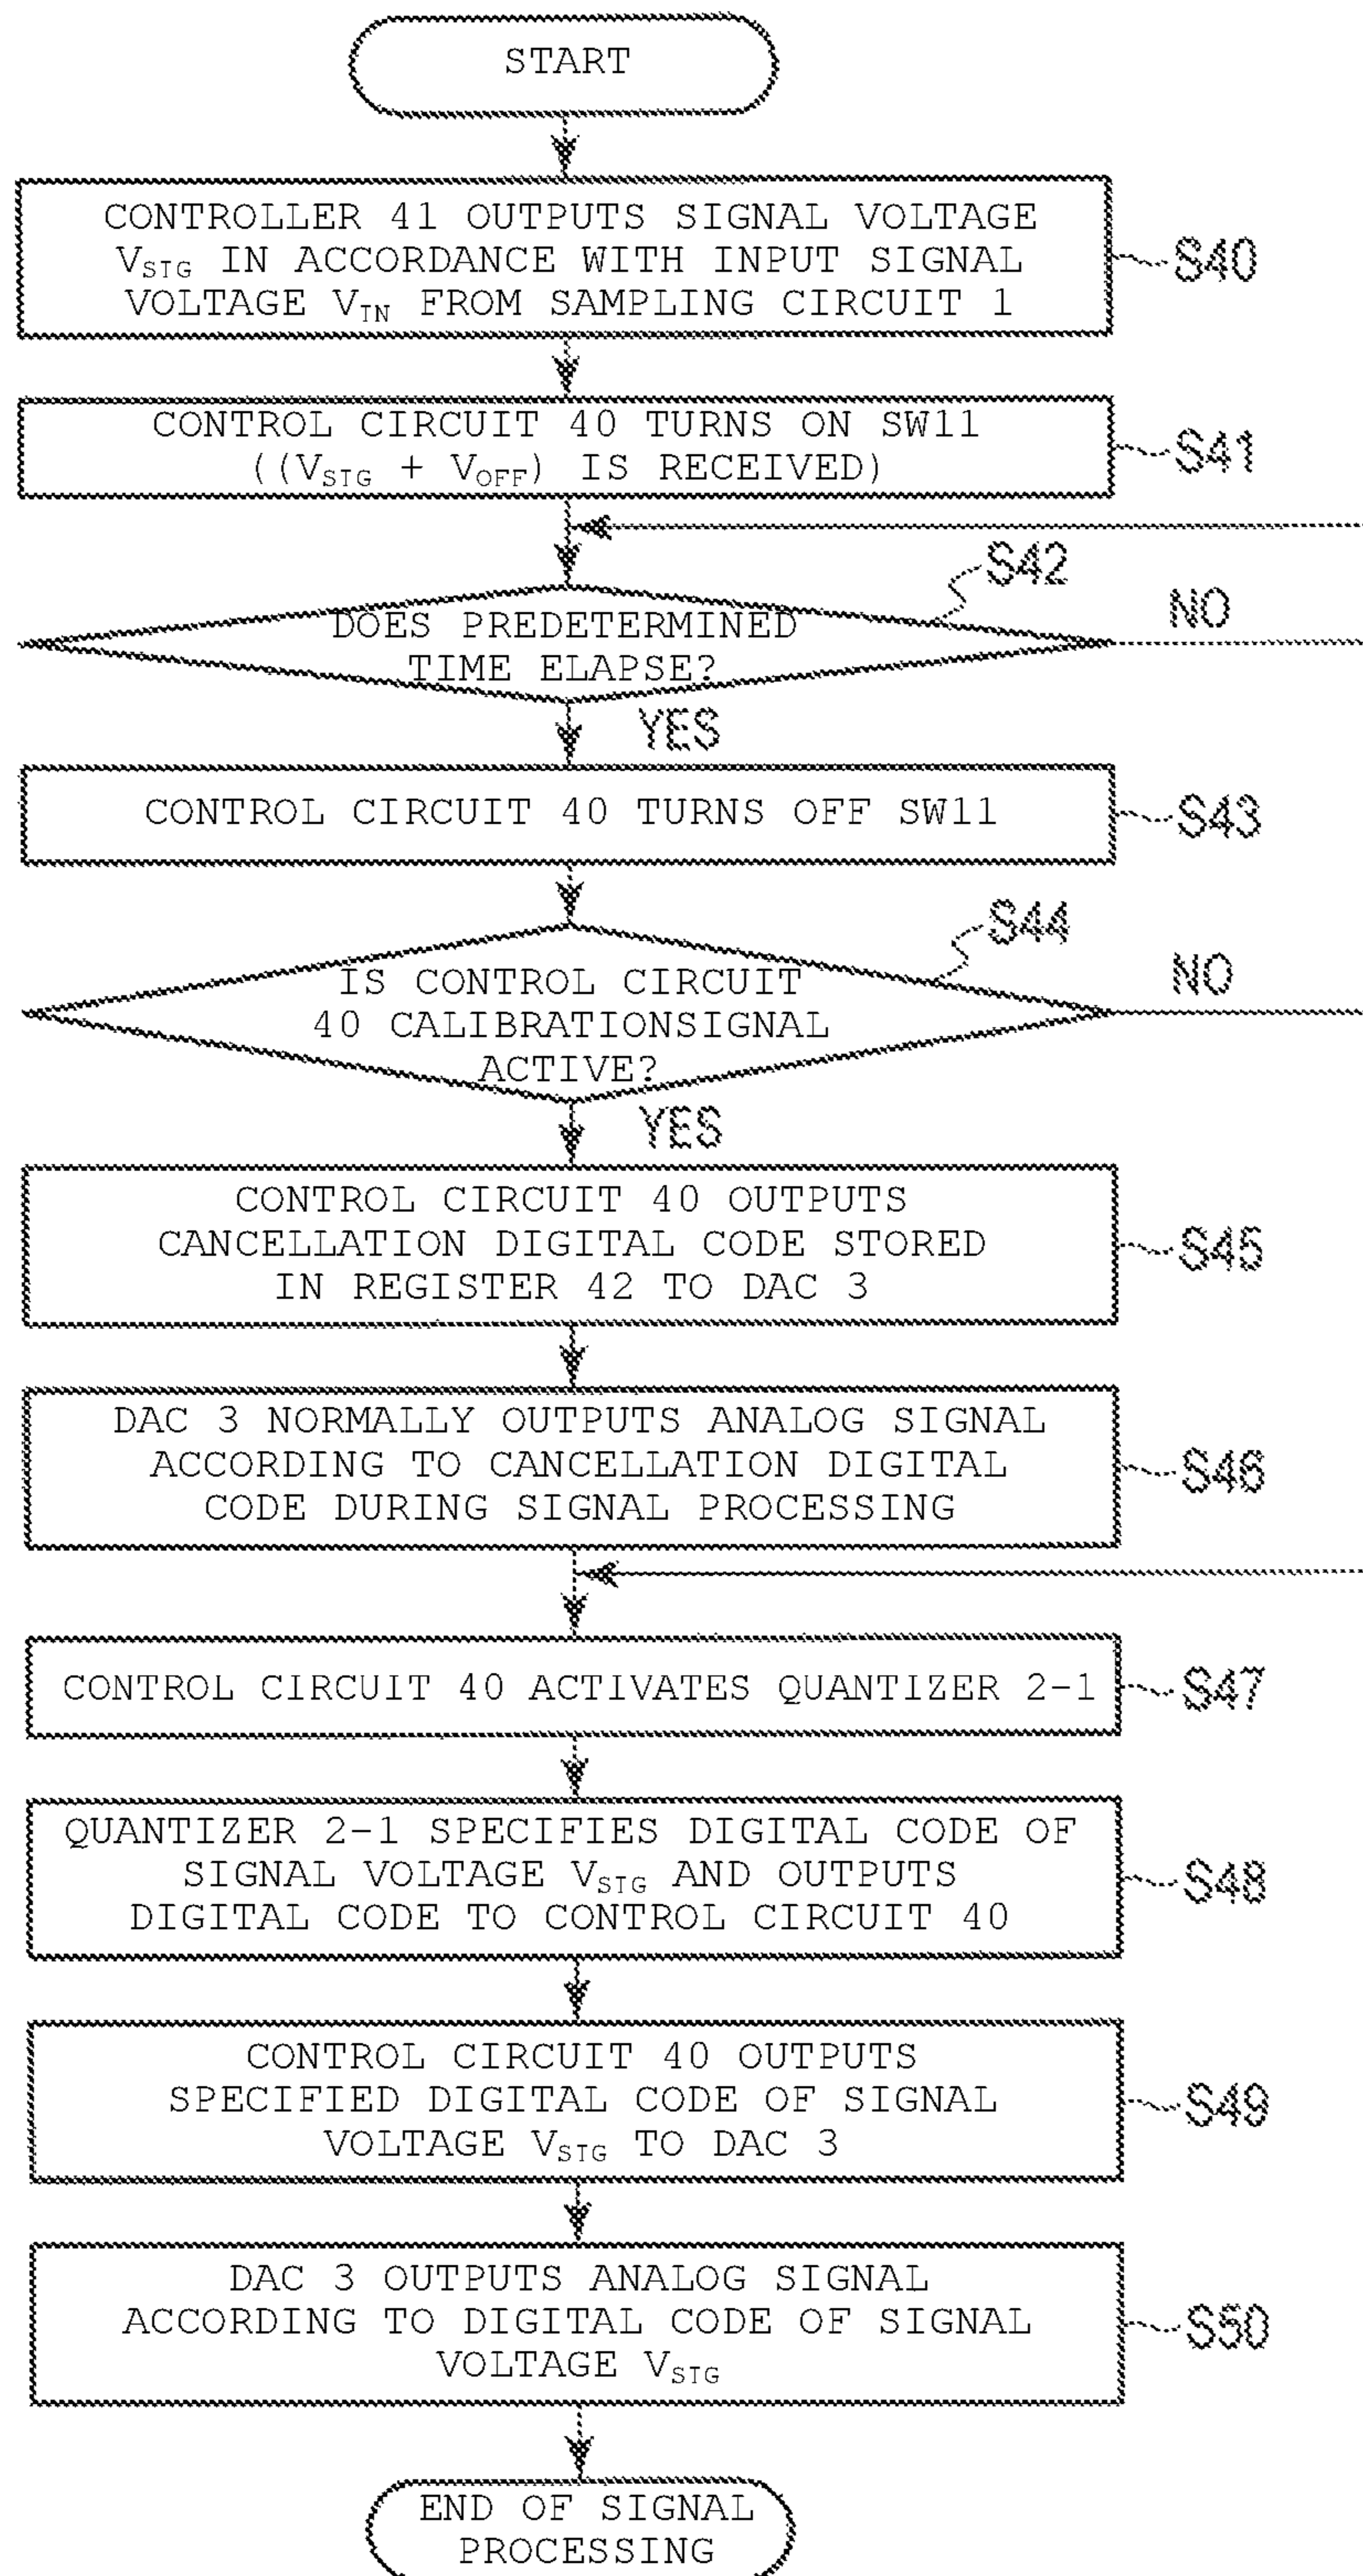 START
CONTROLLER 41 OUTPUTS SIGNAL VOLTAGE
VSIG IN ACCORDANCE WITH INPUT SIGNAL
VOLTAGE VIN FROM SAMPLING CIRCUIT 1
S40
CONTROL CIRCUIT 40 TURNS ON SW11
((VSIG + VOFF) IS RECEIVED)
S41
S42
DOES PREDETERMINED
TIME ELAPSE?
NO
YES
CONTROL CIRCUIT 40 TURNS OFF SW11
S43
S44
IS CONTROL CIRCUIT
40 CALIBRATIONSIGNAL
ACTIVE?
NO
YES
CONTROL CIRCUIT 40 OUTPUTS
CANCELLATION DIGITAL CODE STORED
IN REGISTER 42 TO DAC 3
S45
DAC 3 NORMALLY OUTPUTS ANALOG SIGNAL
ACCORDING TO CANCELLATION DIGITAL
CODE DURING SIGNAL PROCESSING
S46
CONTROL CIRCUIT 40 ACTIVATES QUANTIZER 2-1
S47
QUANTIZER 2-1 SPECIFIES DIGITAL CODE OF
SIGNAL VOLTAGE VSIG AND OUTPUTS
DIGITAL CODE TO CONTROL CIRCUIT 40
S48
CONTROL CIRCUIT 40 OUTPUTS
SPECIFIED DIGITAL CODE OF SIGNAL
VOLTAGE VSIG TO DAC 3
S49
DAC 3 OUTPUTS ANALOG SIGNAL
ACCORDING TO DIGITAL CODE OF SIGNAL
VOLTAGE VSIG
S50
END OF SIGNAL
PROCESSING